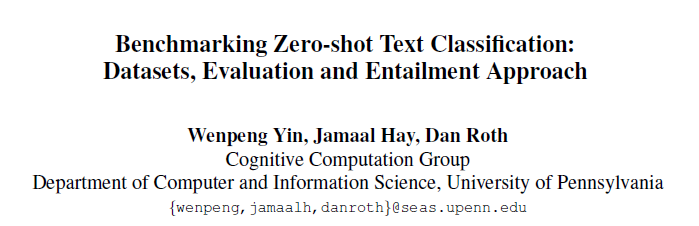 Benchmarking Zero-shot Text Classification:
Datasets, Evaluation and Entailment Approach
Wenpeng Yin, Jamaal Hay, Dan Roth
Cognitive Computation Group
Department of Computer and Information Science, University of Pennsylvania
{wenpeng,jamaalh,danroth}@seas.upenn.edu